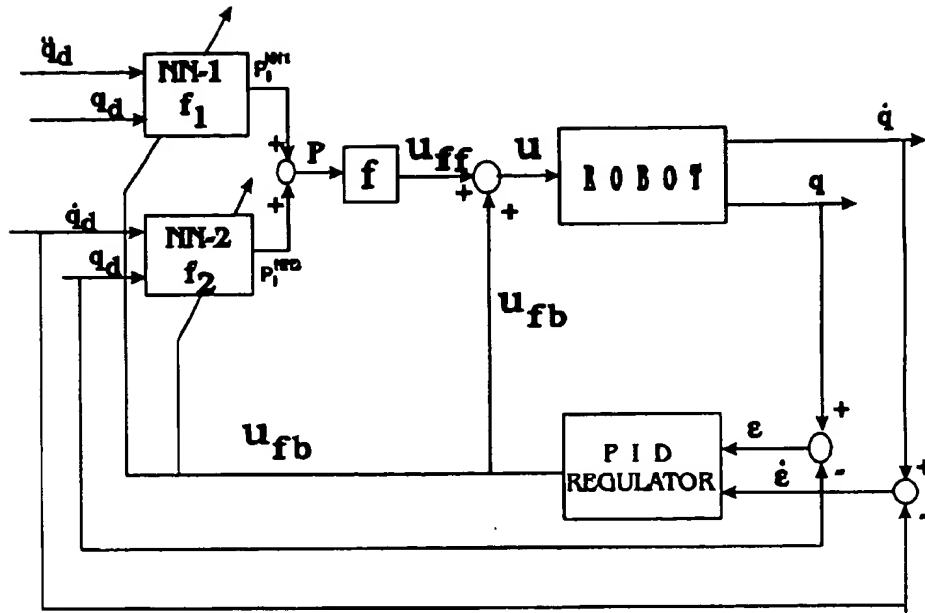 q̈d
NN-1
f1
qd
P
f
uff
+
+
u
ROBOT
q̇
q
q̇d
NN-2
f2
qd
+
+
ufb
ufb
PID
REGULATOR
ε
ε̇
+
-
+
-